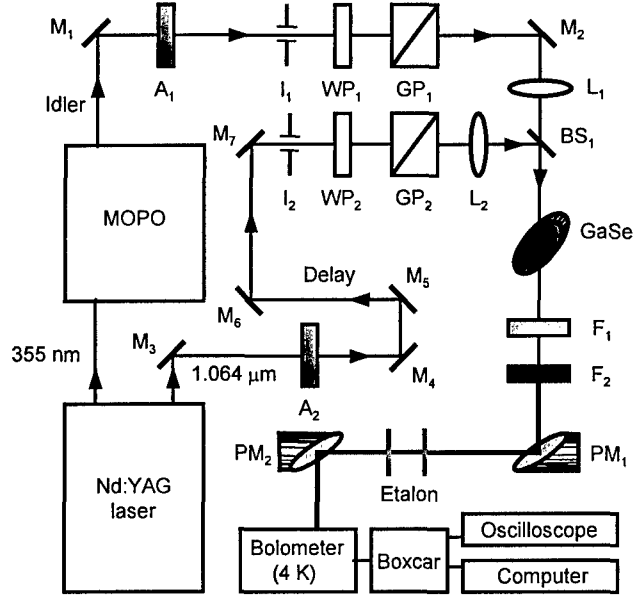 M₁
A₁
I₁
WP₁
GP₁
M₂
Idler
L₁
M₇
BS₁
MOPO
I₂
WP₂
GP₂
L₂
GaSe
Delay
M₅
M₆
F₁
355 nm
M₃
1.064 µm
M₄
F₂
A₂
PM₂
PM₁
Etalon
Nd:YAG
laser
Bolometer
(4 K)
Boxcar
Oscilloscope
Computer